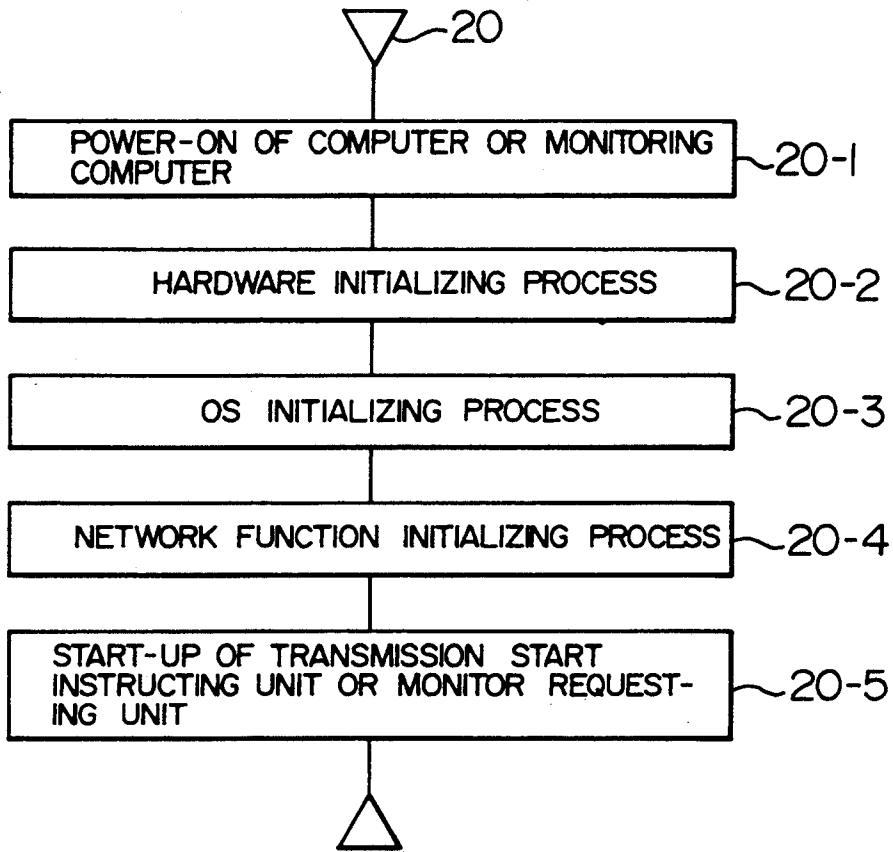 20
POWER-ON OF COMPUTER OR MONITORING
COMPUTER
20-1
HARDWARE INITIALIZING PROCESS
20-2
OS INITIALIZING PROCESS
20-3
NETWORK FUNCTION INITIALIZING PROCESS
20-4
START-UP OF TRANSMISSION START
INSTRUCTING UNIT OR MONITOR REQUEST-
ING UNIT
20-5